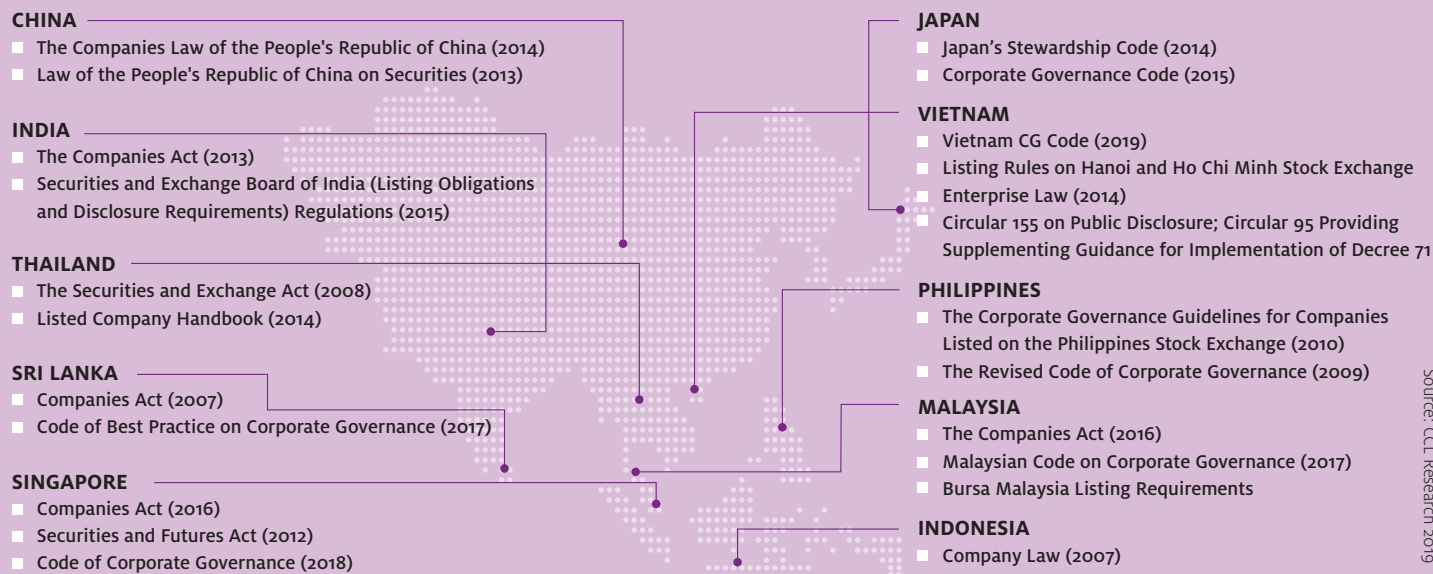 CHINA
The Companies Law of the People's Republic of China (2014)
Law of the People's Republic of China on Securities (2013)
INDIA
The Companies Act (2013)
Securities and Exchange Board of India (Listing Obligations
and Disclosure Requirements) Regulations (2015)
THAILAND
The Securities and Exchange Act (2008)
Listed Company Handbook (2014)
SRI LANKA
Companies Act (2007)
Code of Best Practice on Corporate Governance (2017)
SINGAPORE
Companies Act (2016)
Securities and Futures Act (2012)
Code of Corporate Governance (2018)
JAPAN
Japan's Stewardship Code (2014)
Corporate Governance Code (2015)
VIETNAM
Vietnam CG Code (2019)
Listing Rules on Hanoi and Ho Chi Minh Stock Exchange
Enterprise Law (2014)
Circular 155 on Public Disclosure; Circular 95 Providing
Supplementing Guidance for Implementation of Decree 71
PHILIPPINES
The Corporate Governance Guidelines for Companies
Listed on the Philippines Stock Exchange (2010)
The Revised Code of Corporate Governance (2009)
MALAYSIA
The Companies Act (2016)
Malaysian Code on Corporate Governance (2017)
Bursa Malaysia Listing Requirements
INDONESIA
Company Law (2007)
Source: CCL Research 2019